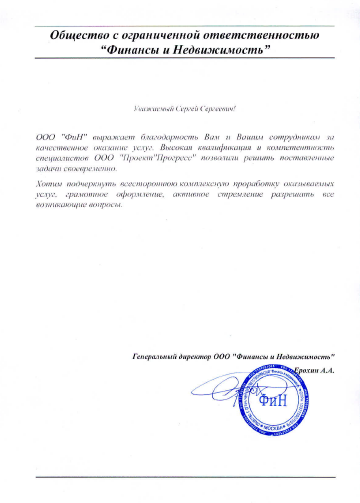 Общество с ограниченной ответственностью
“Финансы и Недвижимость”
Уважаемый Сергей Сергеевич!
ООО "ФиН" выражает благодарность Вам и Вашим сотрудникам за
качественное оказание услуг. Высокая квалификация и компетентность
специалистов ООО "Проект"Прогресс" позволили решить поставленные
задачи своевременно.
Хотим подчеркнуть всестороннюю комплексную проработку оказываемых
услуг, грамотное оформление, активное стремление разрешать все
возникающие вопросы.
Генеральный директор ООО "Финансы и Недвижимость"
Ерохин А.А.
ФиН
МОСКВА